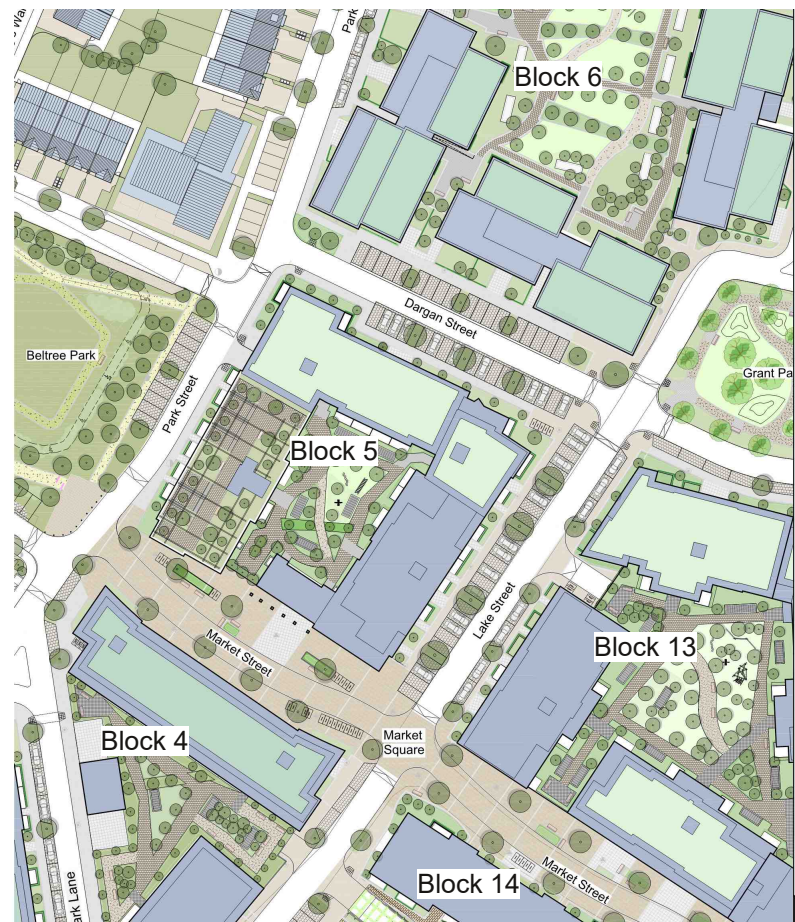 Park
Block 6
Dargan Street
Beltree Park
Grant Pa
Park Street
Block 5
Lake Street
Block 13
Market Street
Block 4
Market
Square
Market Street
Block 14
ark Lane